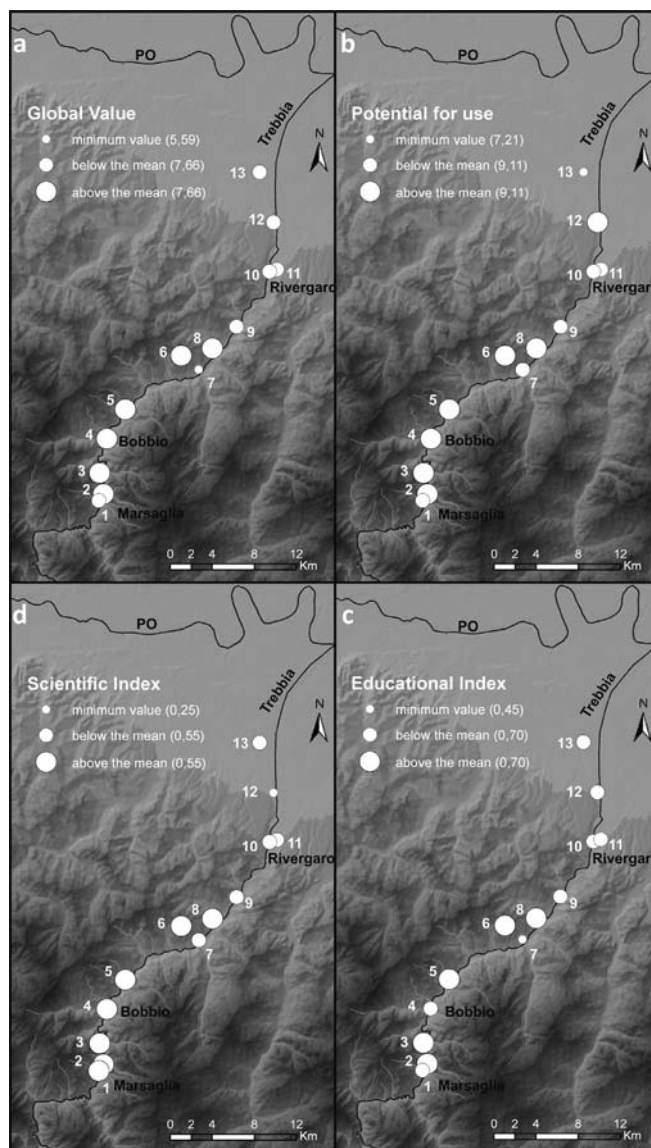 a
PO
Trebbia
Global Value
minimum value (5,59)
below the mean (7,66)
above the mean (7,66)
N
13
12
10 11
Rivergaro
9
8
6
7
5
4 Bobbio
3
2
1 Marsaglia
0 2 4 8 12
Km
b
PO
Trebbia
Potential for use
minimum value (7,21)
below the mean (9,11)
above the mean (9,11)
N
13
12
10 11
Rivergaro
9
8
6
7
5
4 Bobbio
3
2
1 Marsaglia
0 2 4 8 12
Km
d
PO
Trebbia
Scientific Index
minimum value (0,25)
below the mean (0,55)
above the mean (0,55)
N
13
12
10 11
Rivergaro
9
8
6
7
5
4 Bobbio
3
2
1 Marsaglia
0 2 4 8 12
Km
c
PO
Trebbia
Educational Index
minimum value (0,45)
below the mean (0,70)
above the mean (0,70)
N
13
12
10 11
Rivergaro
9
8
6
7
5
4 Bobbio
3
2
1 Marsaglia
0 2 4 8 12
Km